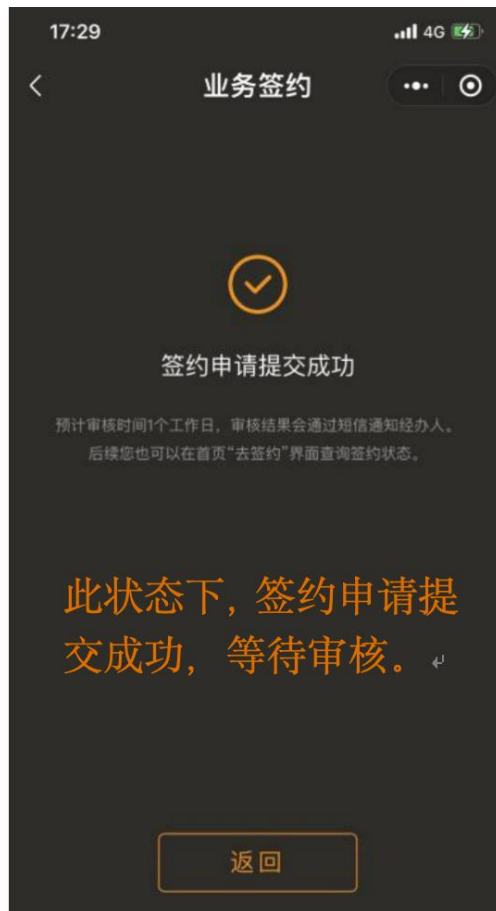 17:29
4G
业务签约
签约申请提交成功
预计审核时间1个工作日，审核结果会通过短信通知经办人。
后续您也可以在首页“去签约”界面查询签约状态。
此状态下，签约申请提
交成功，等待审核。
返回